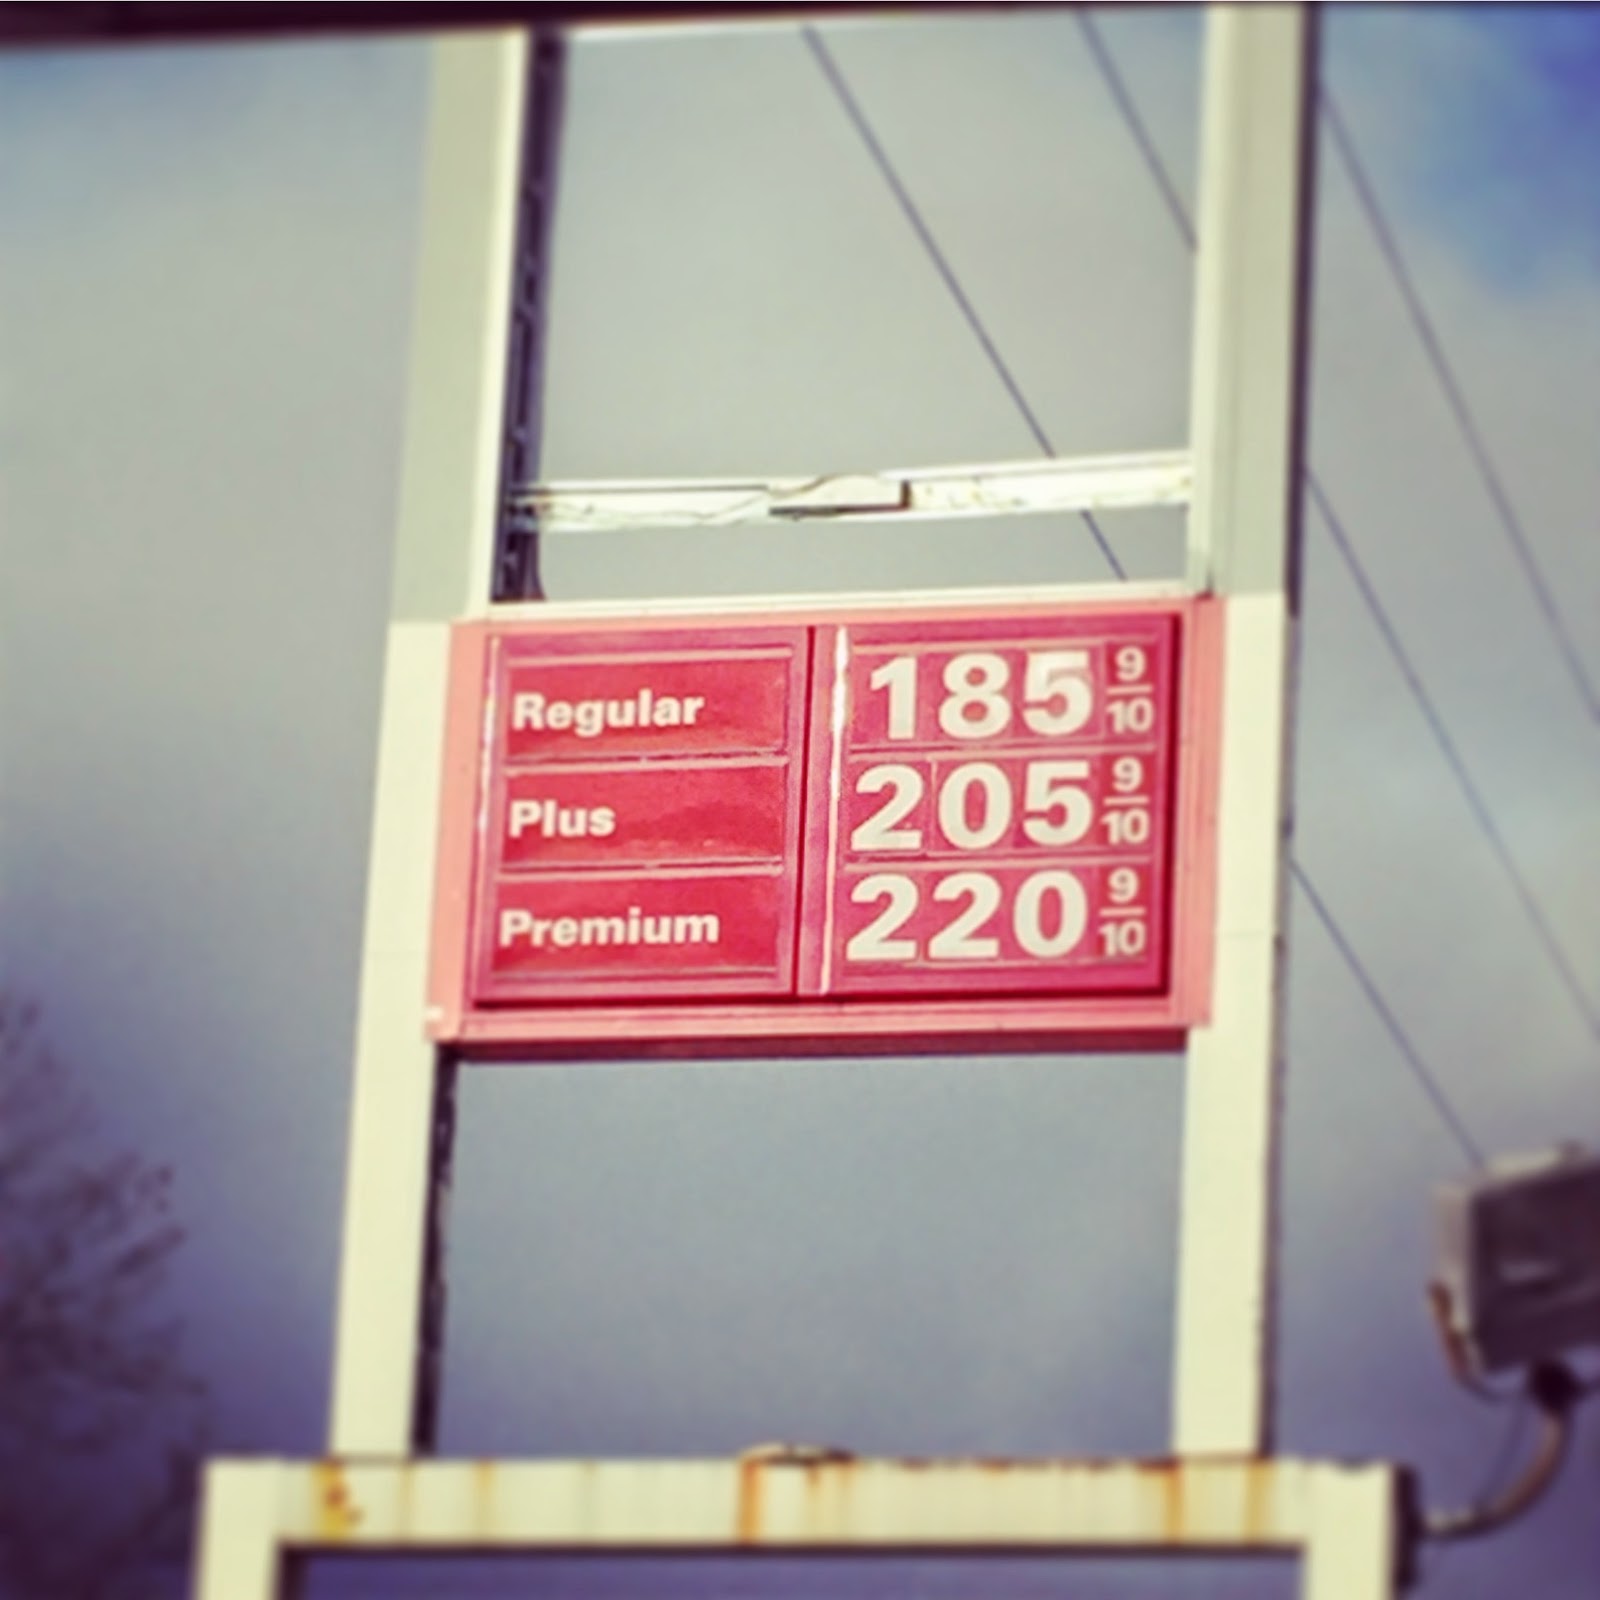 Regular 185 9/10
Plus 205 9/10
Premium 220 9/10